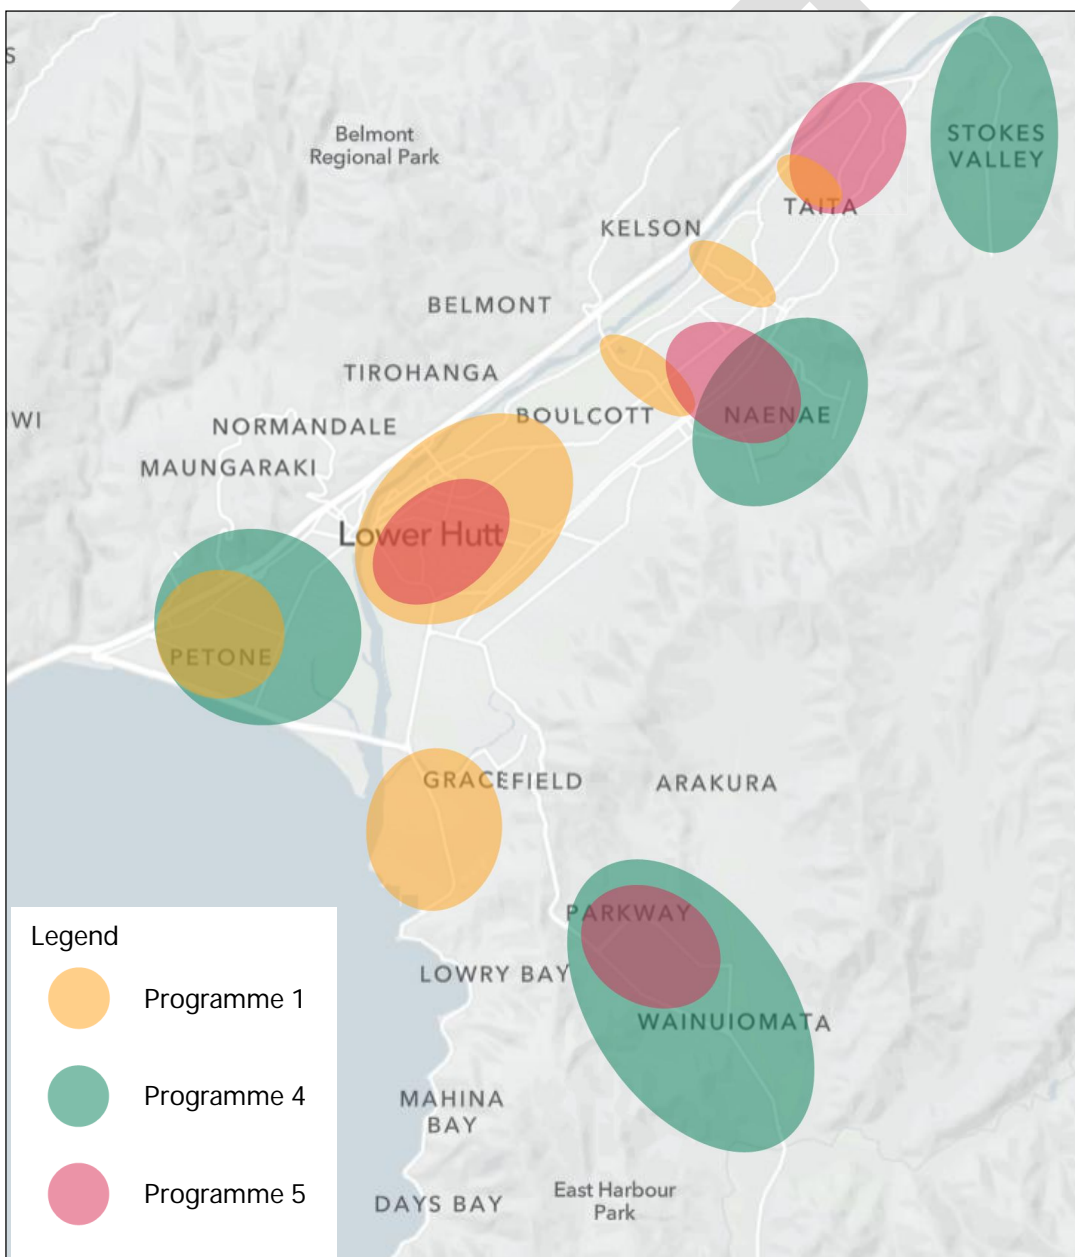 S
Belmont
Regional Park
STOKES
VALLEY
TAITA
KELSON
BELMONT
TIROHANGA
NORMANDALE
BOULCOTT
NAENAE
WI
MAUNGARAKI
Lower Hutt
PETONE
GRACEFIELD
ARAKURA
PARKWAY
LOWRY BAY
WAINUIOMATA
MAHINA
BAY
DAYS BAY
East Harbour
Park
Legend
Programme 1
Programme 4
Programme 5